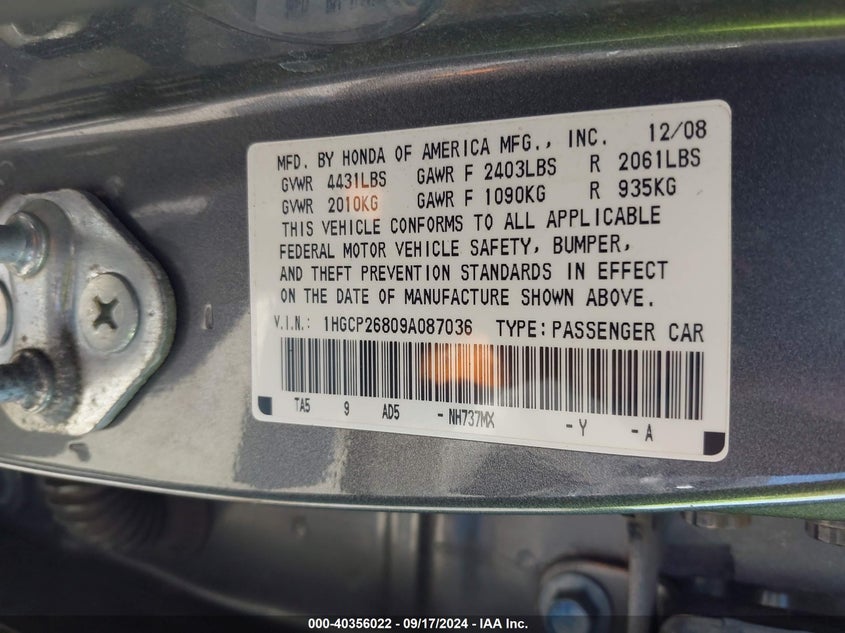 MFD. BY HONDA OF AMERICA MFG., INC. 12/08
GVWR 4431LBS GAWR F 2403LBS R 2061LBS
GVWR 2010KG GAWR F 1090KG R 935KG
THIS VEHICLE CONFORMS TO ALL APPLICABLE
FEDERAL MOTOR VEHICLE SAFETY, BUMPER,
AND THEFT PREVENTION STANDARDS IN EFFECT
ON THE DATE OF MANUFACTURE SHOWN ABOVE.
V.I.N.: 1HGCP26809A087036 TYPE:PASSENGER CAR
TA5 9 AD5 -NH737MX -Y -A
000-40356022 - 09/17/2024 - IAA Inc.